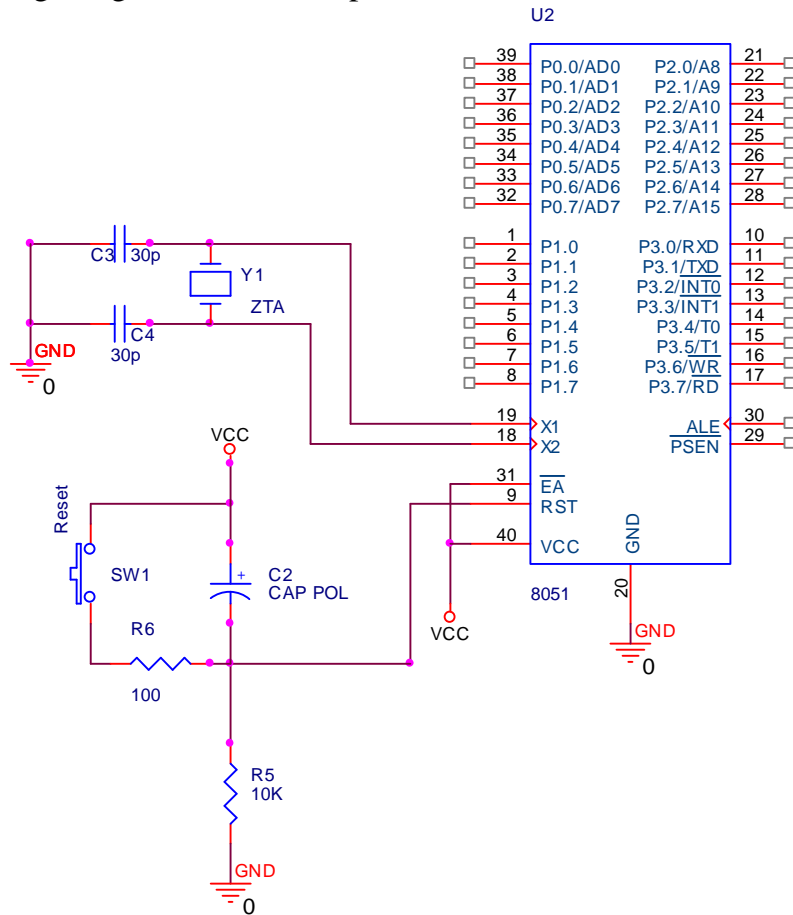 U2
39 P0.0/AD0 P2.0/A8 21
38 P0.1/AD1 P2.1/A9 22
37 P0.2/AD2 P2.2/A10 23
36 P0.3/AD3 P2.3/A11 24
35 P0.4/AD4 P2.4/A12 25
34 P0.5/AD5 P2.5/A13 26
33 P0.6/AD6 P2.6/A14 27
32 P0.7/AD7 P2.7/A15 28
1 P1.0 P3.0/RXD 10
2 P1.1 P3.1/TXD 11
3 P1.2 P3.2/INT0 12
4 P1.3 P3.3/INT1 13
5 P1.4 P3.4/T0 14
6 P1.5 P3.5/T1 15
7 P1.6 P3.6/WR 16
8 P1.7 P3.7/RD 17
19 X1 ALE 30
18 X2 PSEN 29
31 EA
9 RST
40 VCC
GND
20
8051
GND
0
VCC
C3 30p
Y1
ZTA
C4
30p
GND
0
VCC
Reset
SW1
C2
CAP POL
R6
100
R5
10K
GND
0